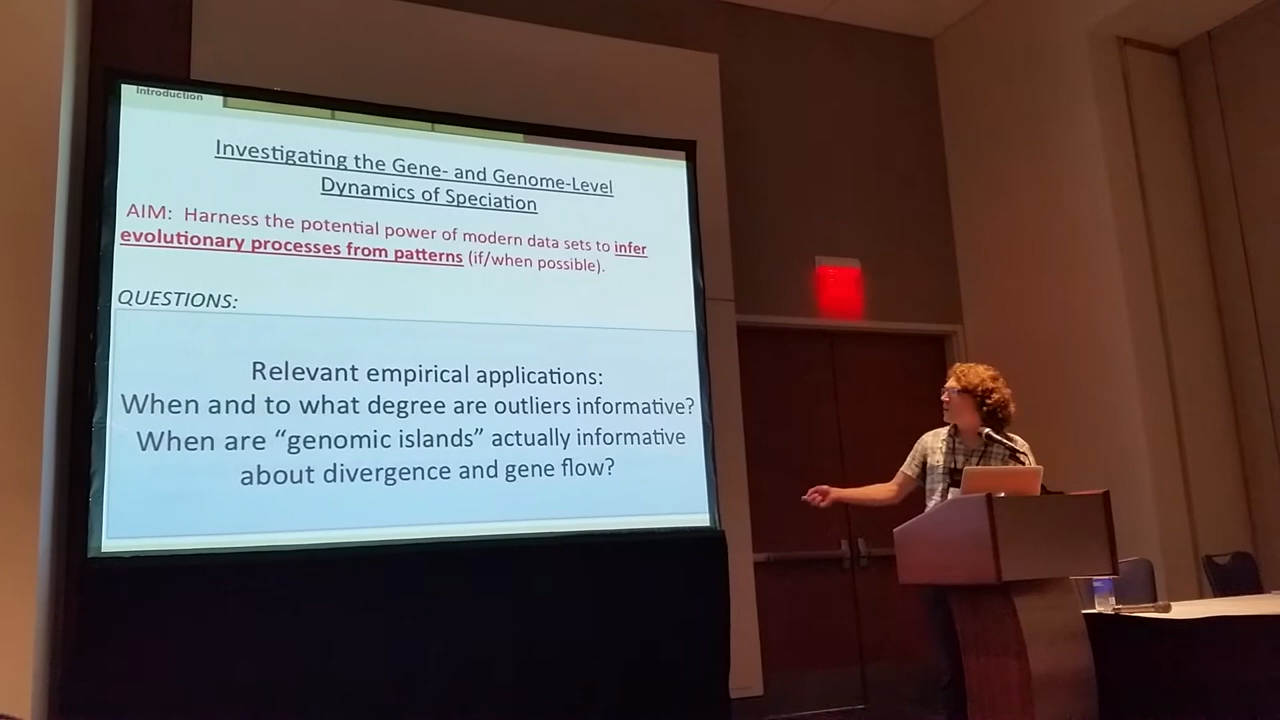 Introduction
Investigating the Gene- and Genome-Level
Dynamics of Speciation
AIM: Harness the potential power of modern data sets to infer
evolutionary processes from patterns (if/when possible).
QUESTIONS:
Relevant empirical applications:
When and to what degree are outliers informative?
When are “genomic islands” actually informative
about divergence and gene flow?